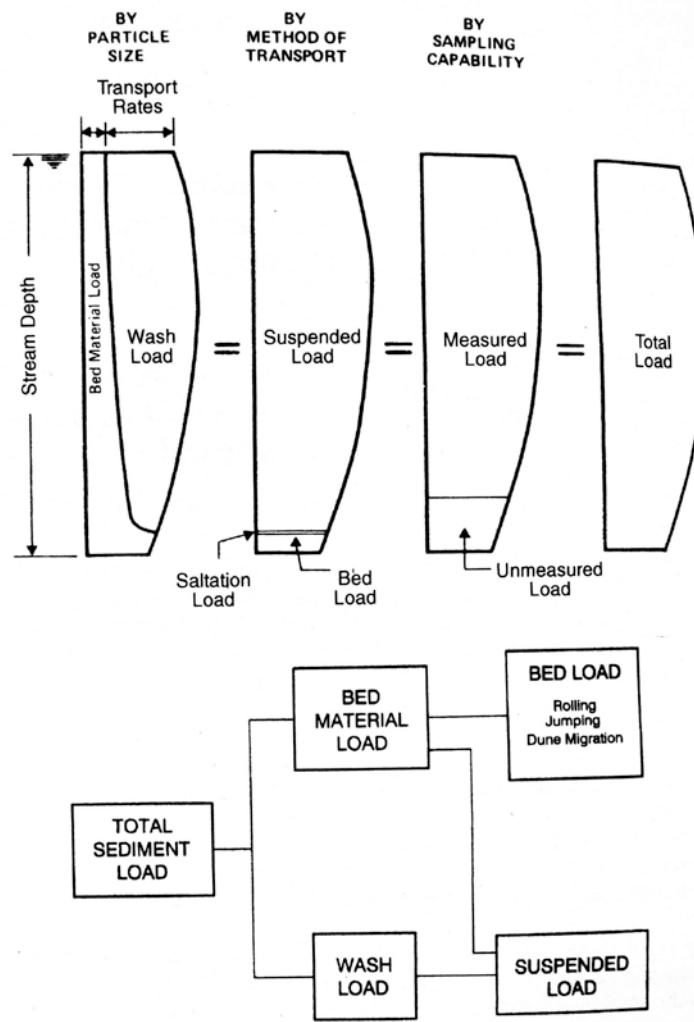 BY
PARTICLE
SIZE
BY
METHOD OF
TRANSPORT
BY
SAMPLING
CAPABILITY
Transport
Rates
Stream Depth
Bed Material Load
Wash
Load
=
Suspended
Load
=
Measured
Load
=
Total
Load
Saltation
Load
Bed
Load
Unmeasured
Load
BED
MATERIAL
LOAD
BED LOAD
Rolling
Jumping
Dune Migration
TOTAL
SEDIMENT
LOAD
WASH
LOAD
SUSPENDED
LOAD